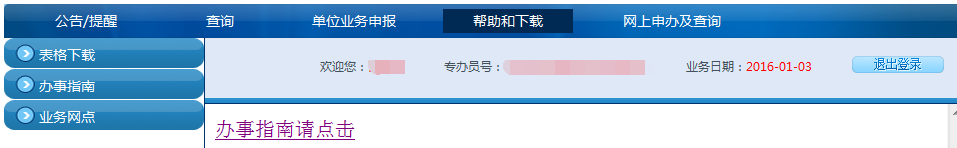 公告/提醒 查询 单位业务申报 帮助和下载 网上申办及查询
表格下载
欢迎您： 专办员号： 业务日期：2016-01-03 退出登录
办事指南
业务网点
办事指南请点击